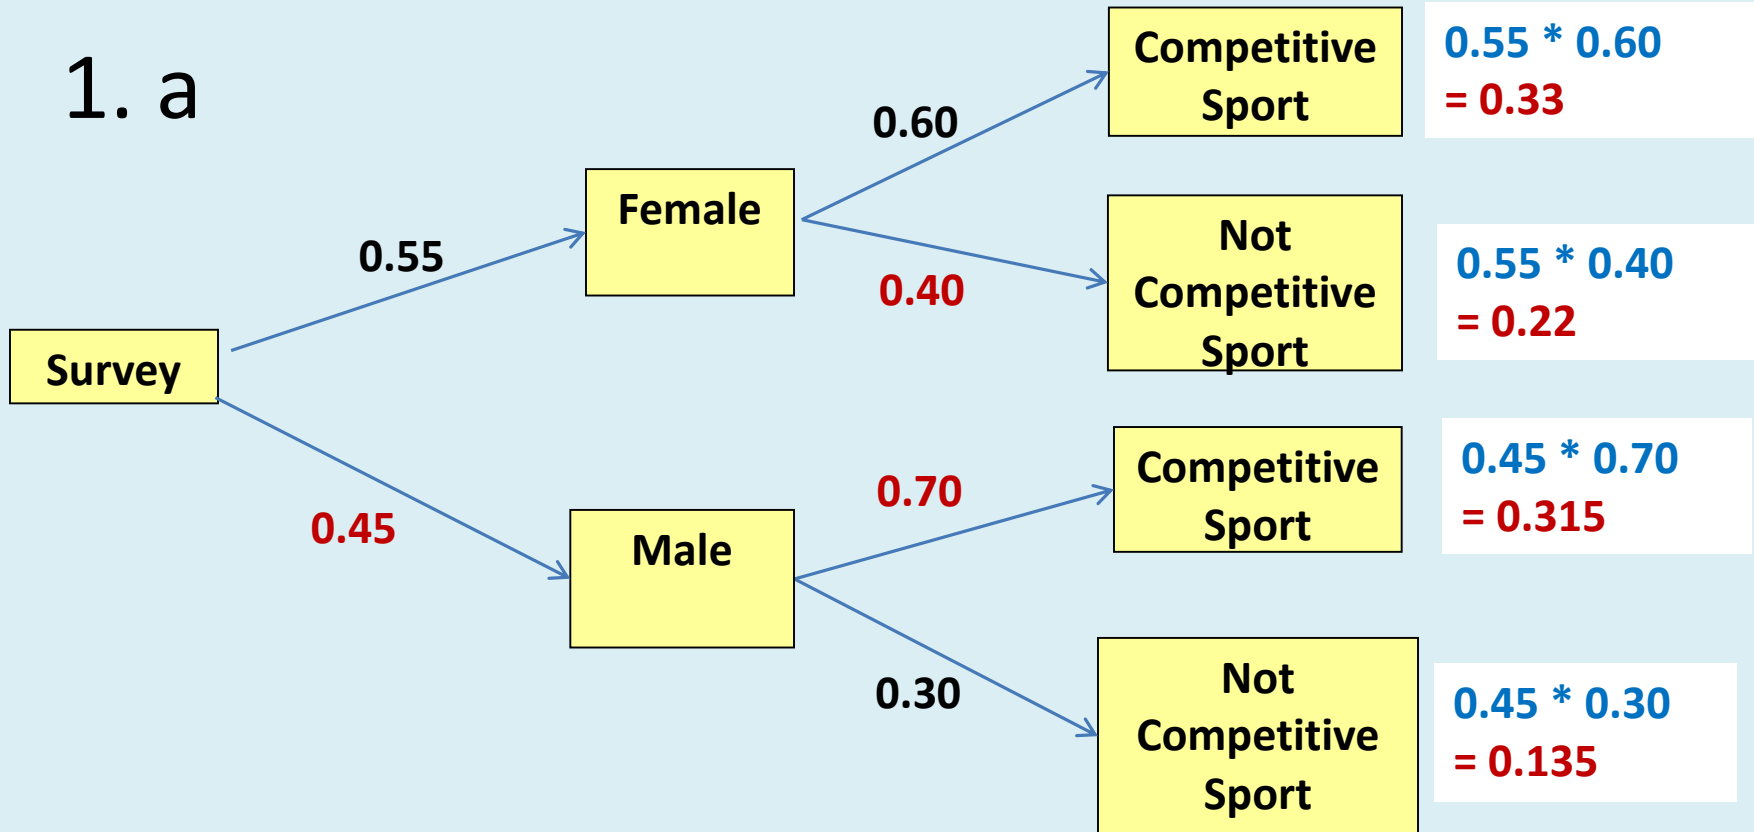 1. a
Survey
0.55
0.45
Female
Male
0.60
0.40
0.70
0.30
Competitive
Sport
0.55 * 0.60
= 0.33
Not
Competitive
Sport
0.55 * 0.40
= 0.22
Competitive
Sport
0.45 * 0.70
= 0.315
Not
Competitive
Sport
0.45 * 0.30
= 0.135